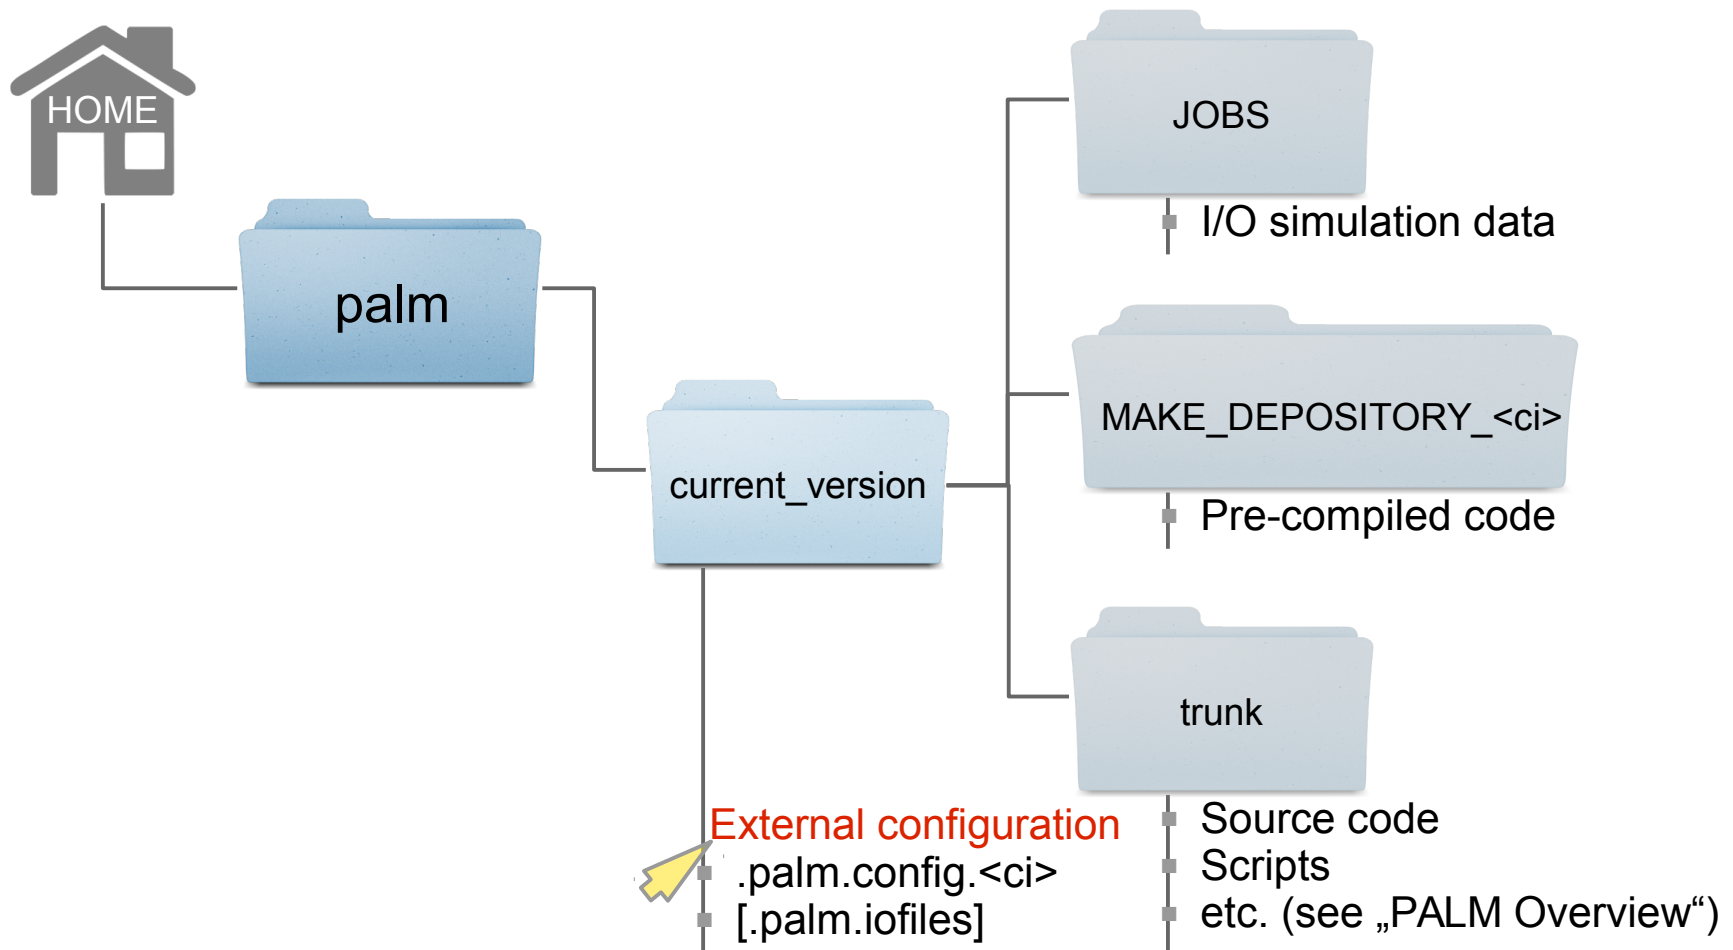 HOME
palm
current_version
JOBS
I/O simulation data
MAKE_DEPOSITORY_<ci>
Pre-compiled code
trunk
Source code
Scripts
etc. (see „PALM Overview“)
External configuration
.palm.config.<ci>
[.palm.iofiles]